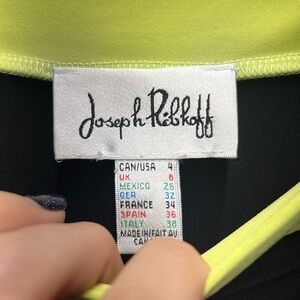 Joseph Ribkoff
CAN/USA 4
UK 6
MEXICO 26
GER 32
FRANCE 34
SPAIN 36
ITALY 38
MADE IN/FAIT AU
CAN